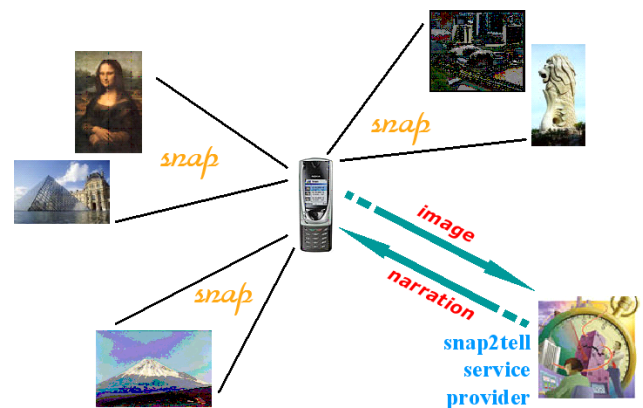 snap
snap
image
narration
snap
snap2tell
service
provider